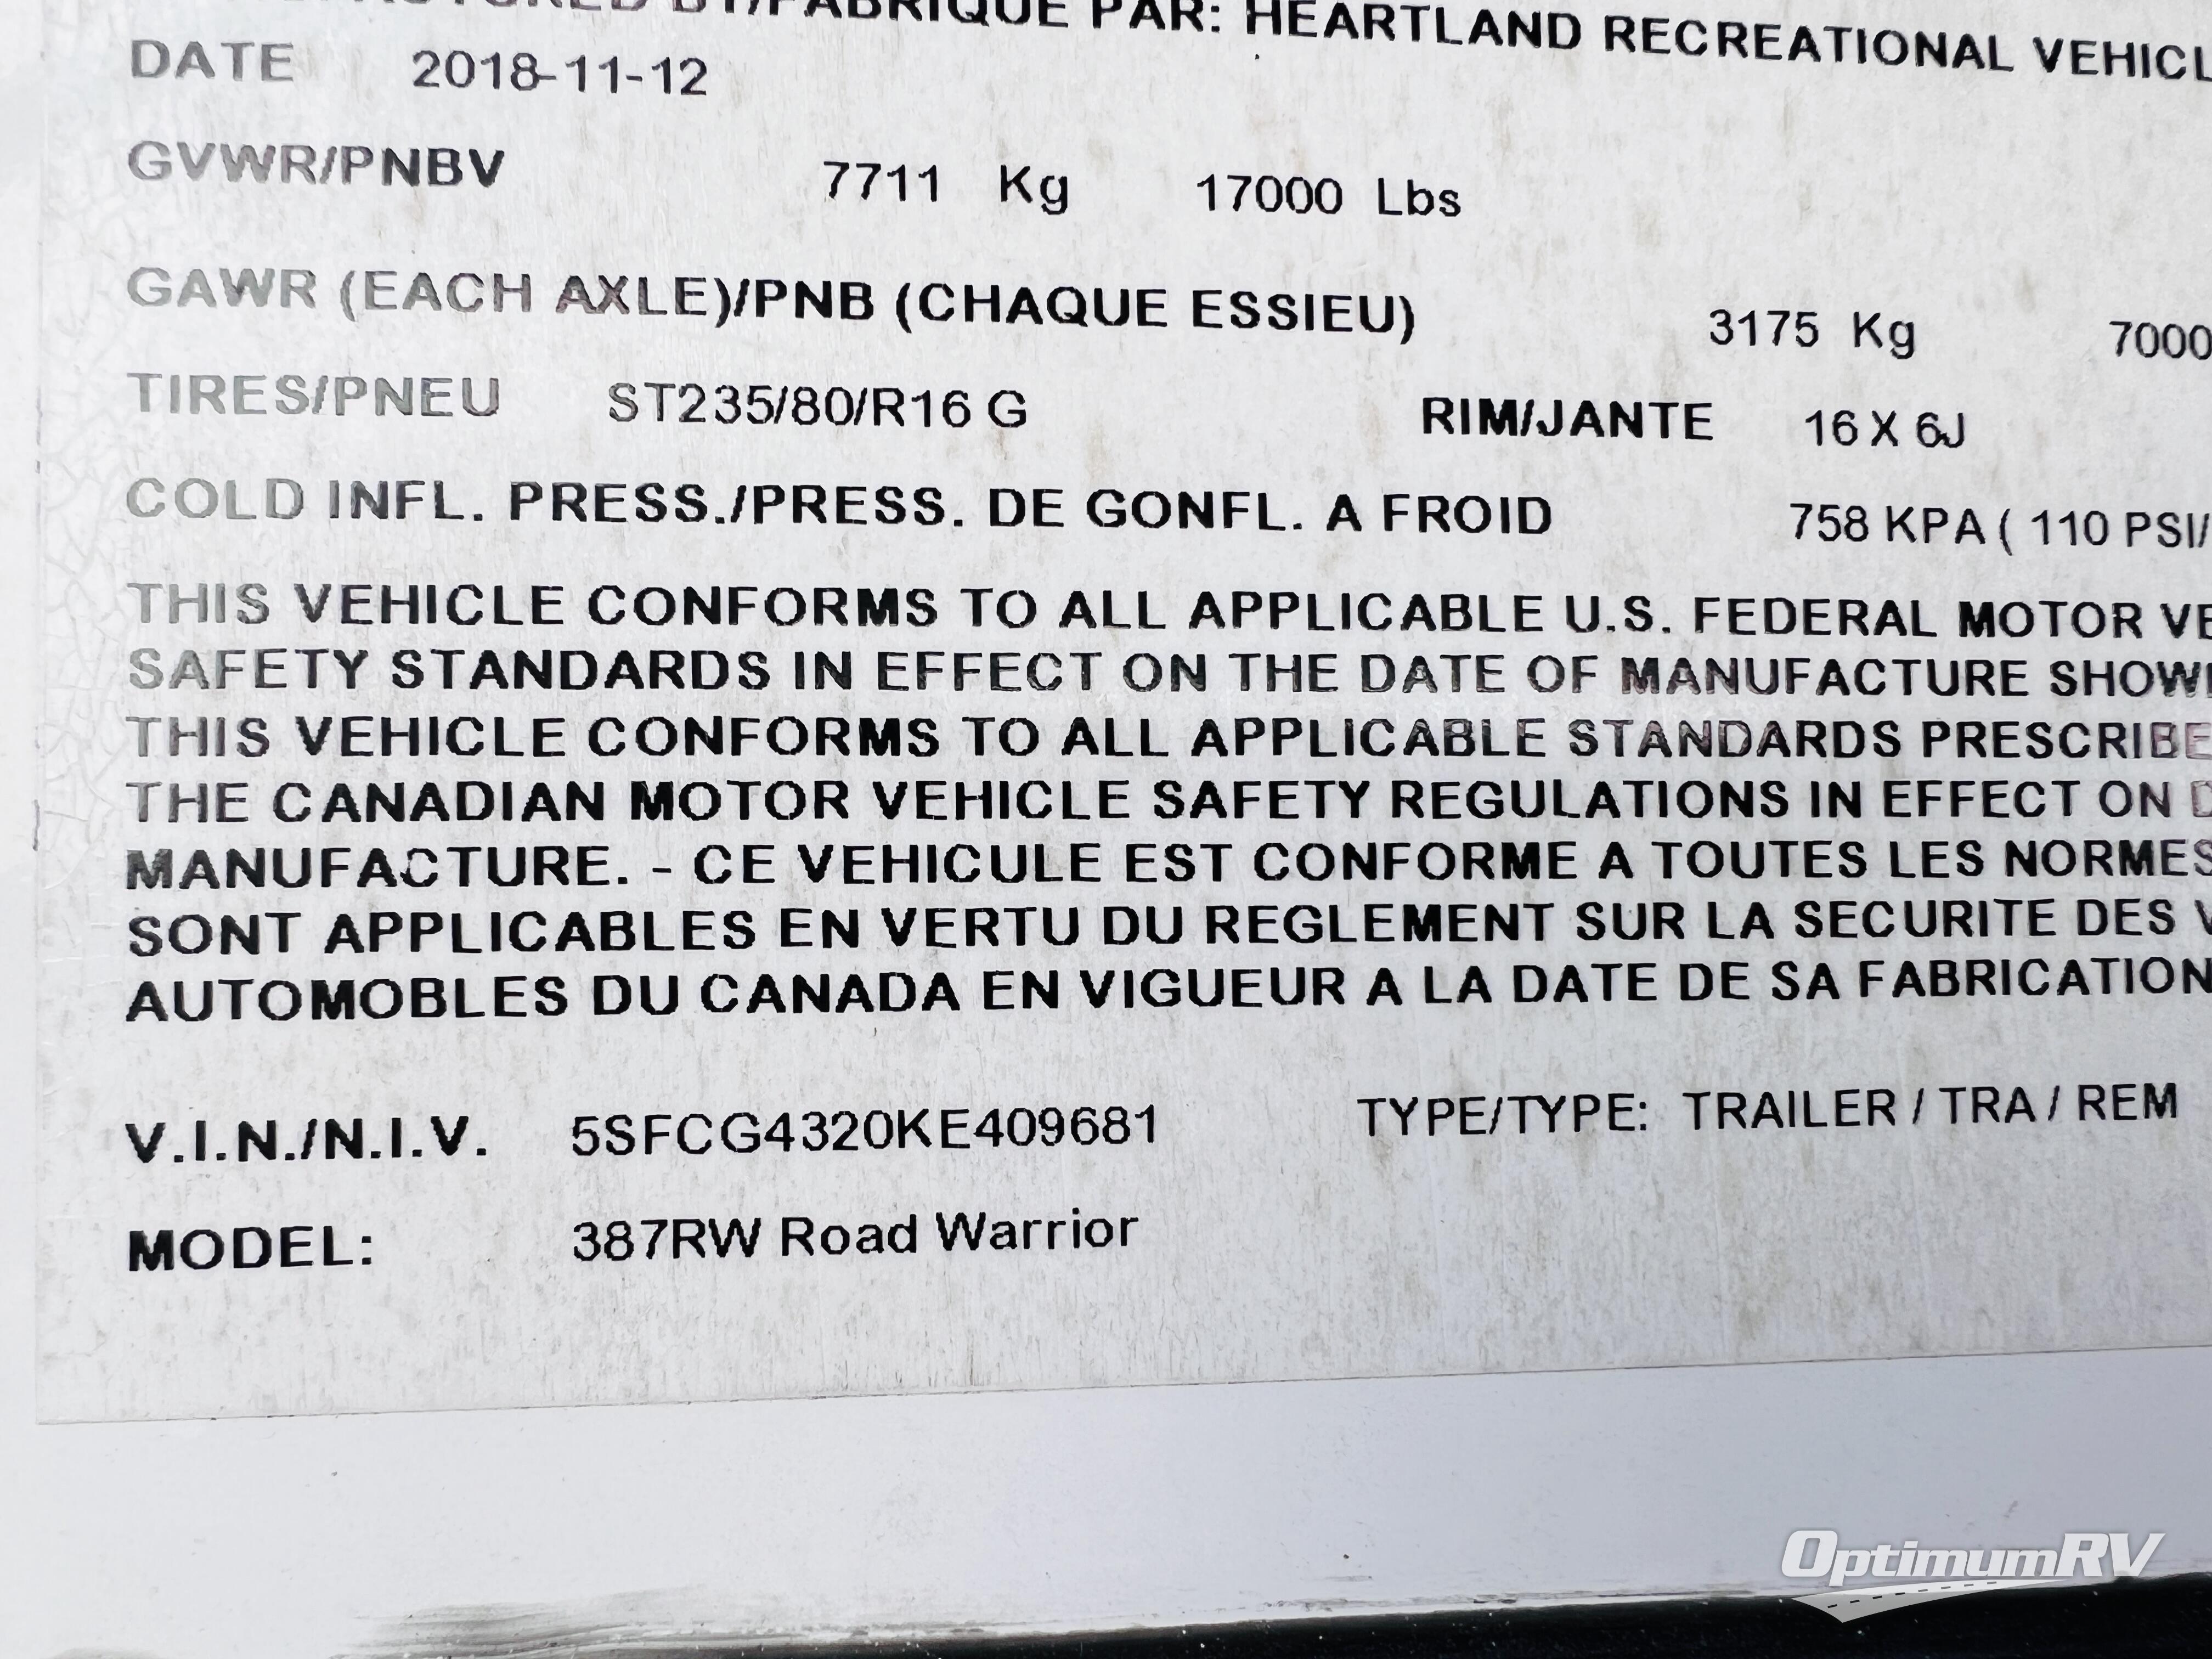 FABRIQUE PAR: HEARTLAND RECREATIONAL
DATE 2018-11-12
GVWR/PNBV 7711 Kg 17000 Lbs
GAWR (EACH AXLE)/PNB (CHAQUE ESSIEU) 3175 Kg 7000
TIRES/PNEU ST235/80/R16 G RIM/JANTE 16 X 6J
COLD INFL. PRESS./PRESS. DE GONFL. A FROID 758 KPA ( 110 PSI/
THIS VEHICLE CONFORMS TO ALL APPLICABLE U.S. FEDERAL MOTOR
SAFETY STANDARDS IN EFFECT ON THE DATE OF MANUFACTURE
THIS VEHICLE CONFORMS TO ALL APPLICABLE STANDARDS
THE CANADIAN MOTOR VEHICLE SAFETY REGULATIONS IN EFFECT ON
MANUFACTURE. - CE VEHICULE EST CONFORME A TOUTES LES NORMES
SONT APPLICABLES EN VERTU DU REGLEMENT SUR LA SECURITE DES
AUTOMOBLES DU CANADA EN VIGUEUR A LA DATE DE SA FABRICATION
V.I.N./N.I.V. 5SFCG4320KE409681 TYPE/TYPE: TRAILER / TRA / REM
MODEL: 387RW Road Warrior
OptimumRV